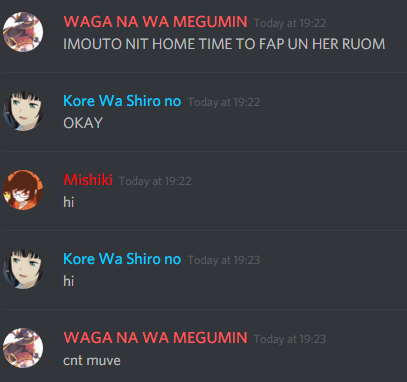 WAGA NA WA MEGUMIN Today at 19:22
IMOUTO NIT HOME TIME TO FAP UN HER RUOM
Kore Wa Shiro no Today at 19:22
OKAY
Mishiki Today at 19:22
hi
Kore Wa Shiro no Today at 19:23
hi
WAGA NA WA MEGUMIN Today at 19:23
cnt muve